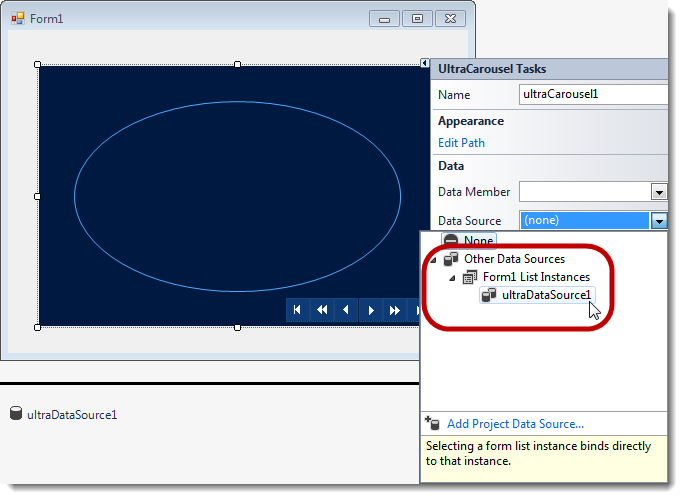 Form1
UltraCarousel Tasks
Name ultraCarousel1
Appearance
Edit Path
Data
Data Member
Data Source (none)
None
Other Data Sources
Form1 List Instances
ultraDataSource1
ultraDataSource1
Add Project Data Source...
Selecting a form list instance binds directly
to that instance.